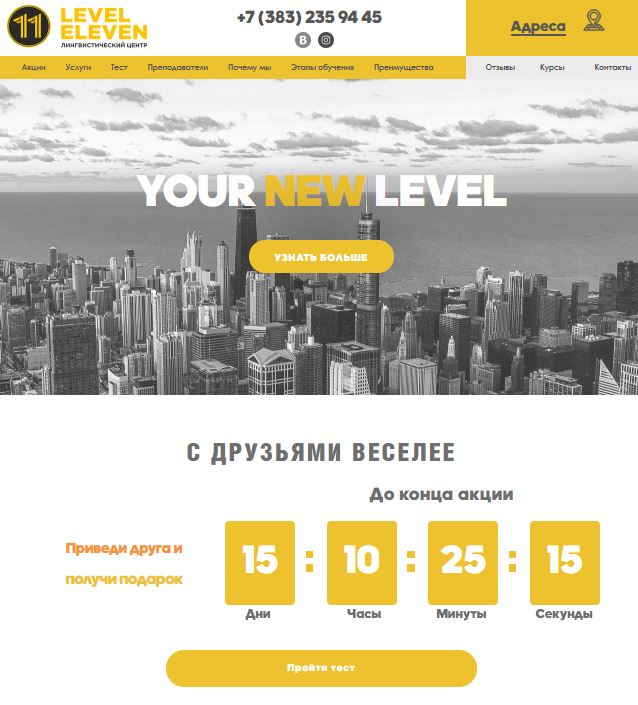 11
LEVEL
ELEVEN
ЛИНГВИСТИЧЕСКИЙ ЦЕНТР
+7 (383) 235 94 45
B
Адреса
Акции Услуги Тест Преподаватели Почему мы Этапы обучения Преимущества Отзывы Курсы Контакты
YOUR NEW LEVEL
УЗНАТЬ БОЛЬШЕ
С ДРУЗЬЯМИ ВЕСЕЛЕЕ
До конца акции
Приведи друга и
получи подарок
15 : 10 : 25 : 15
Дни Часы Минуты Секунды
Пройти тест